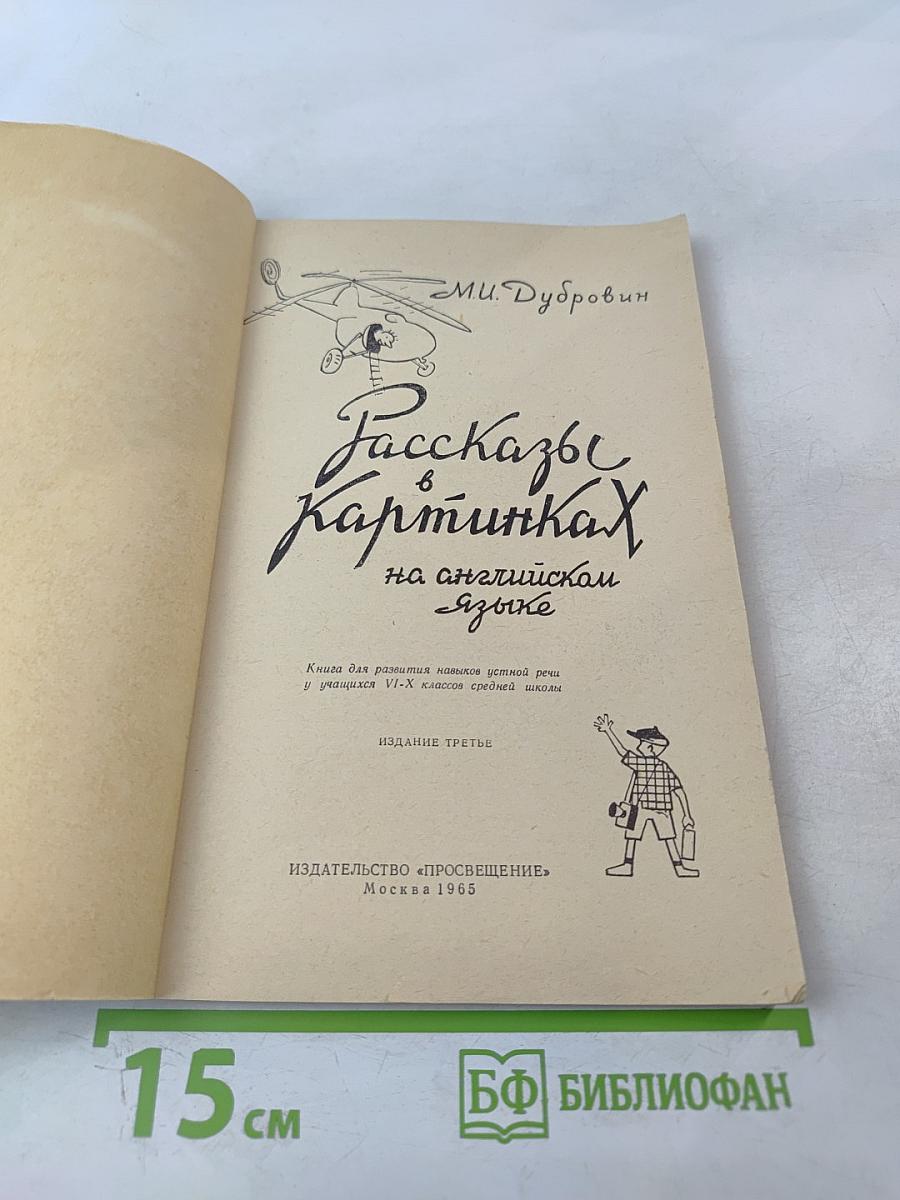 М.И. Дубровин
Рассказы
в
картинках
на английском
языке
Книга для развития навыков устной речи
у учащихся VI-X классов средней школы
ИЗДАНИЕ ТРЕТЬЕ
ИЗДАТЕЛЬСТВО «ПРОСВЕЩЕНИЕ»
Москва 1965
15 см
БФ БИБЛИОФАН